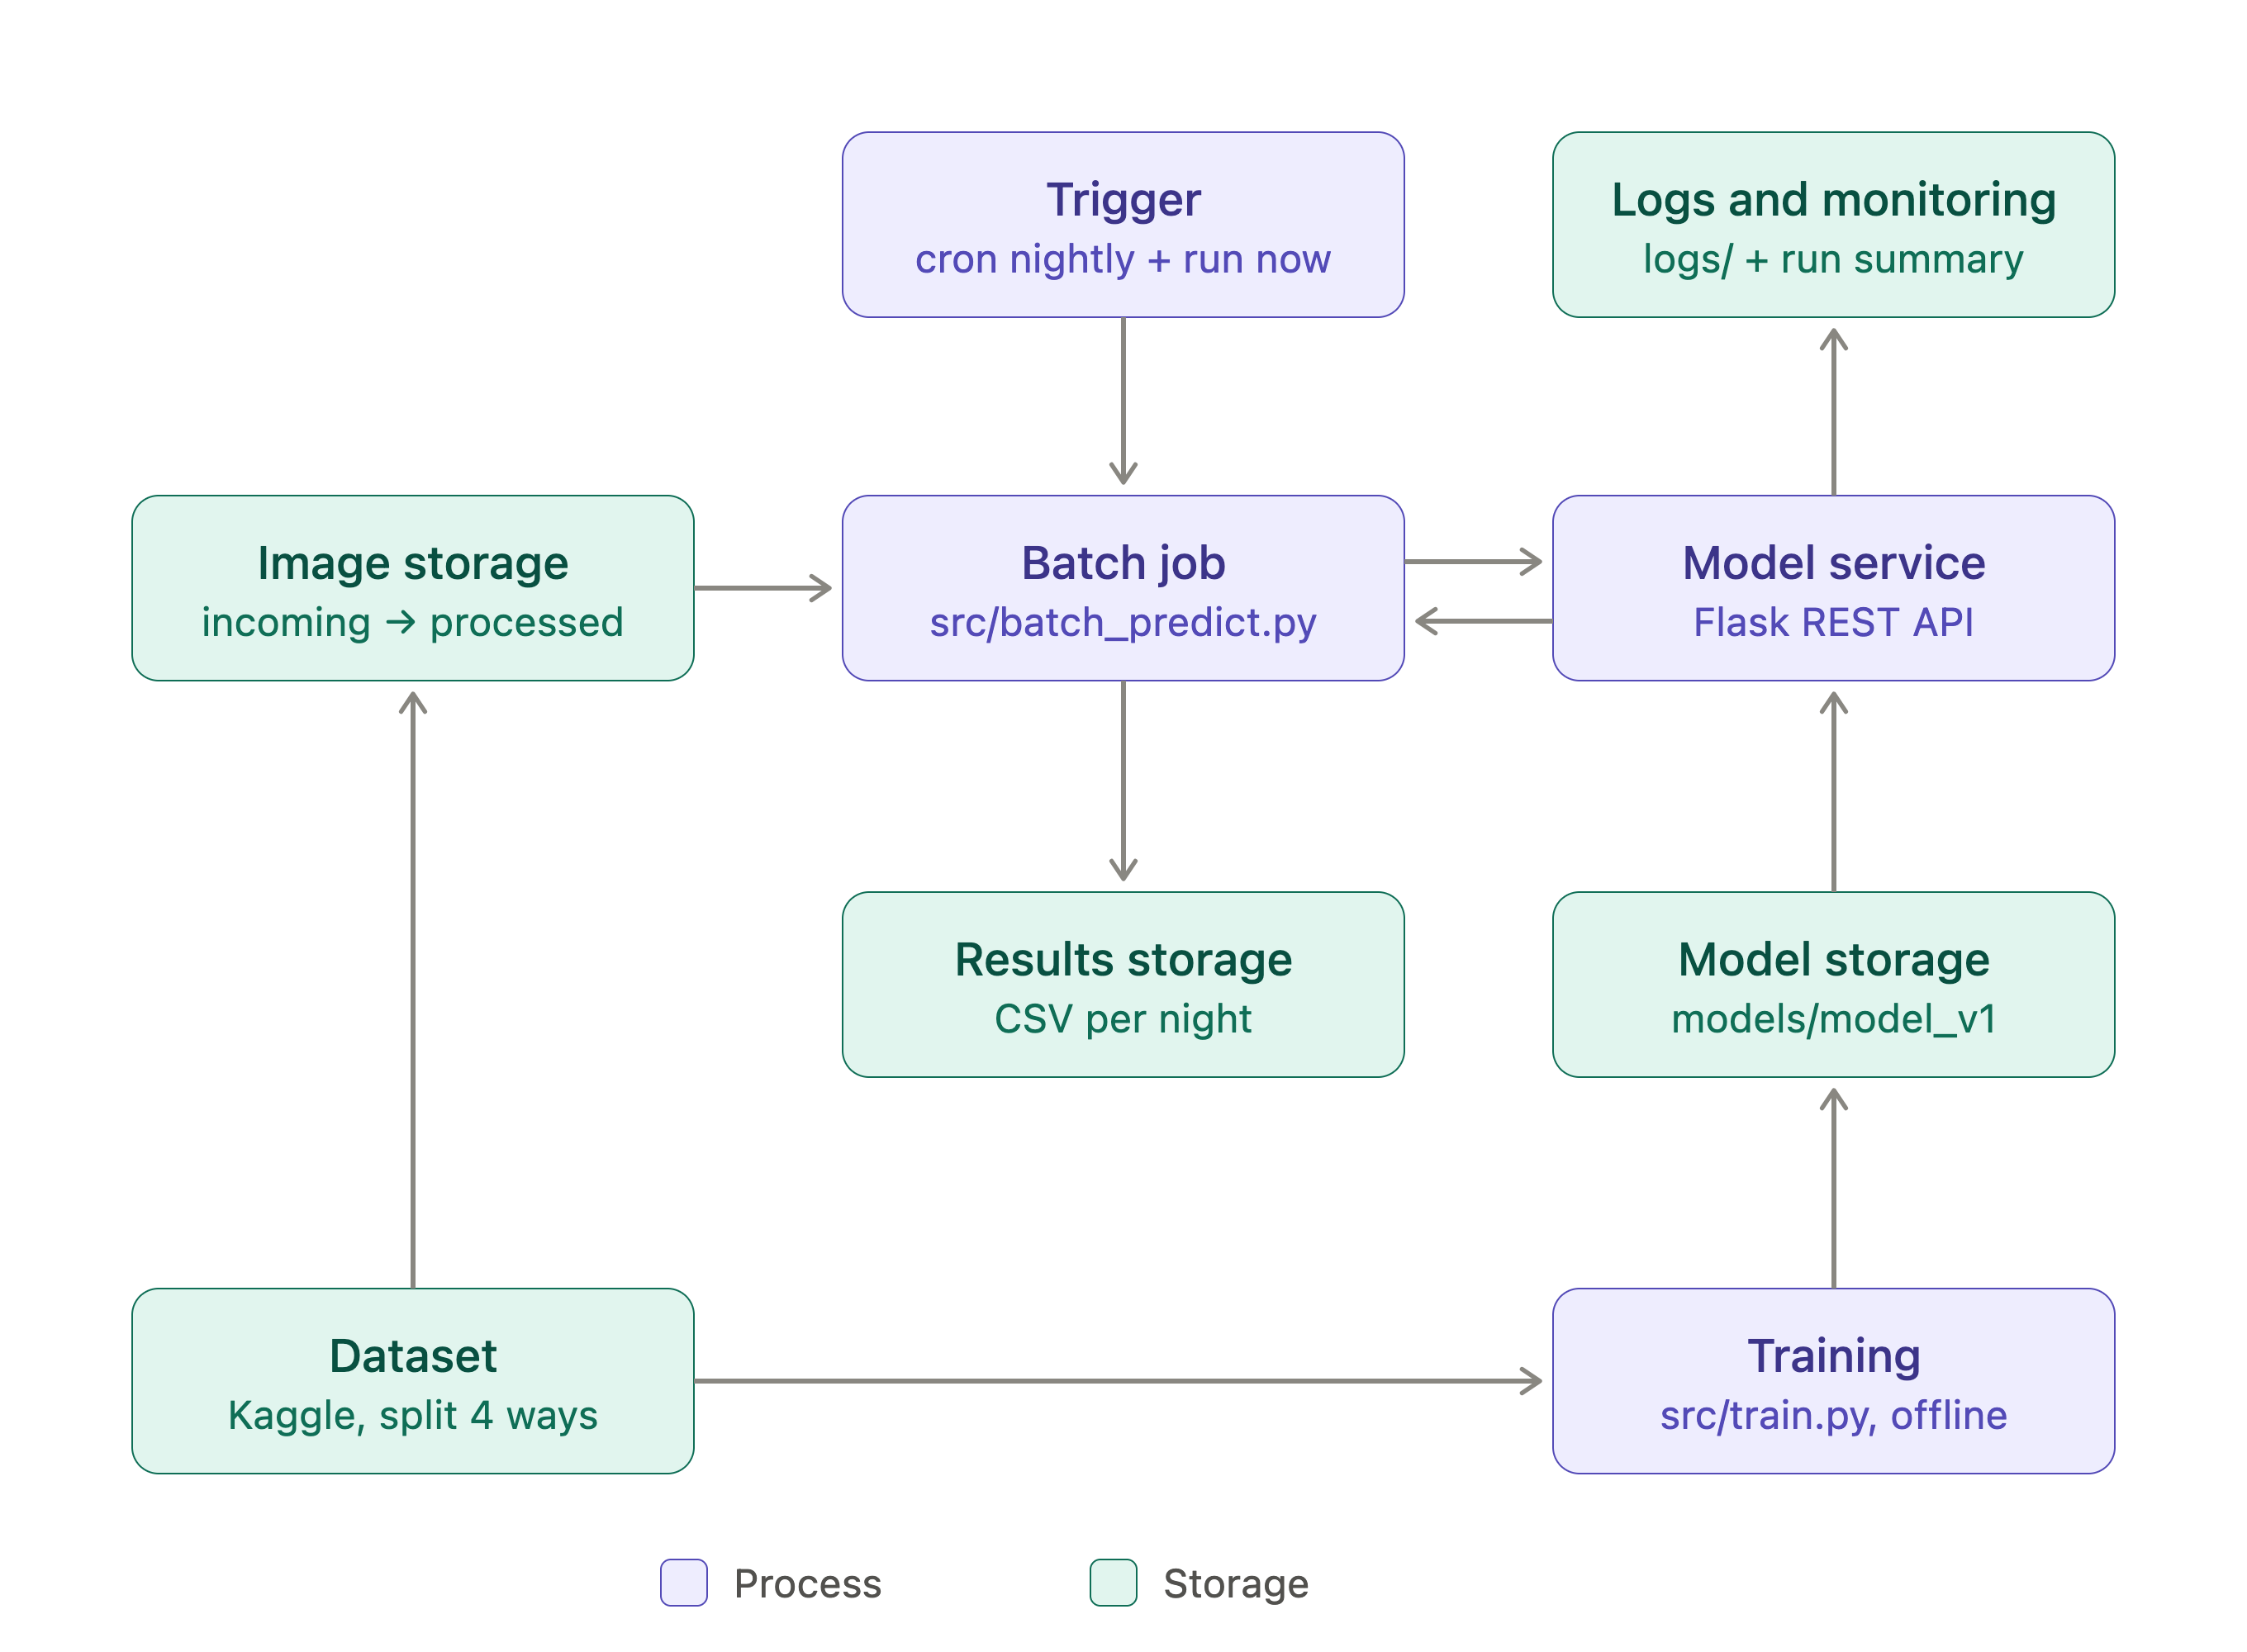 Trigger
cron nightly + run now
Logs and monitoring
logs/ + run summary
Image storage
incoming → processed
Batch job
src/batch_predict.py
Model service
Flask REST API
Results storage
CSV per night
Model storage
models/model_v1
Dataset
Kaggle, split 4 ways
Training
src/train.py, offline
Process
Storage